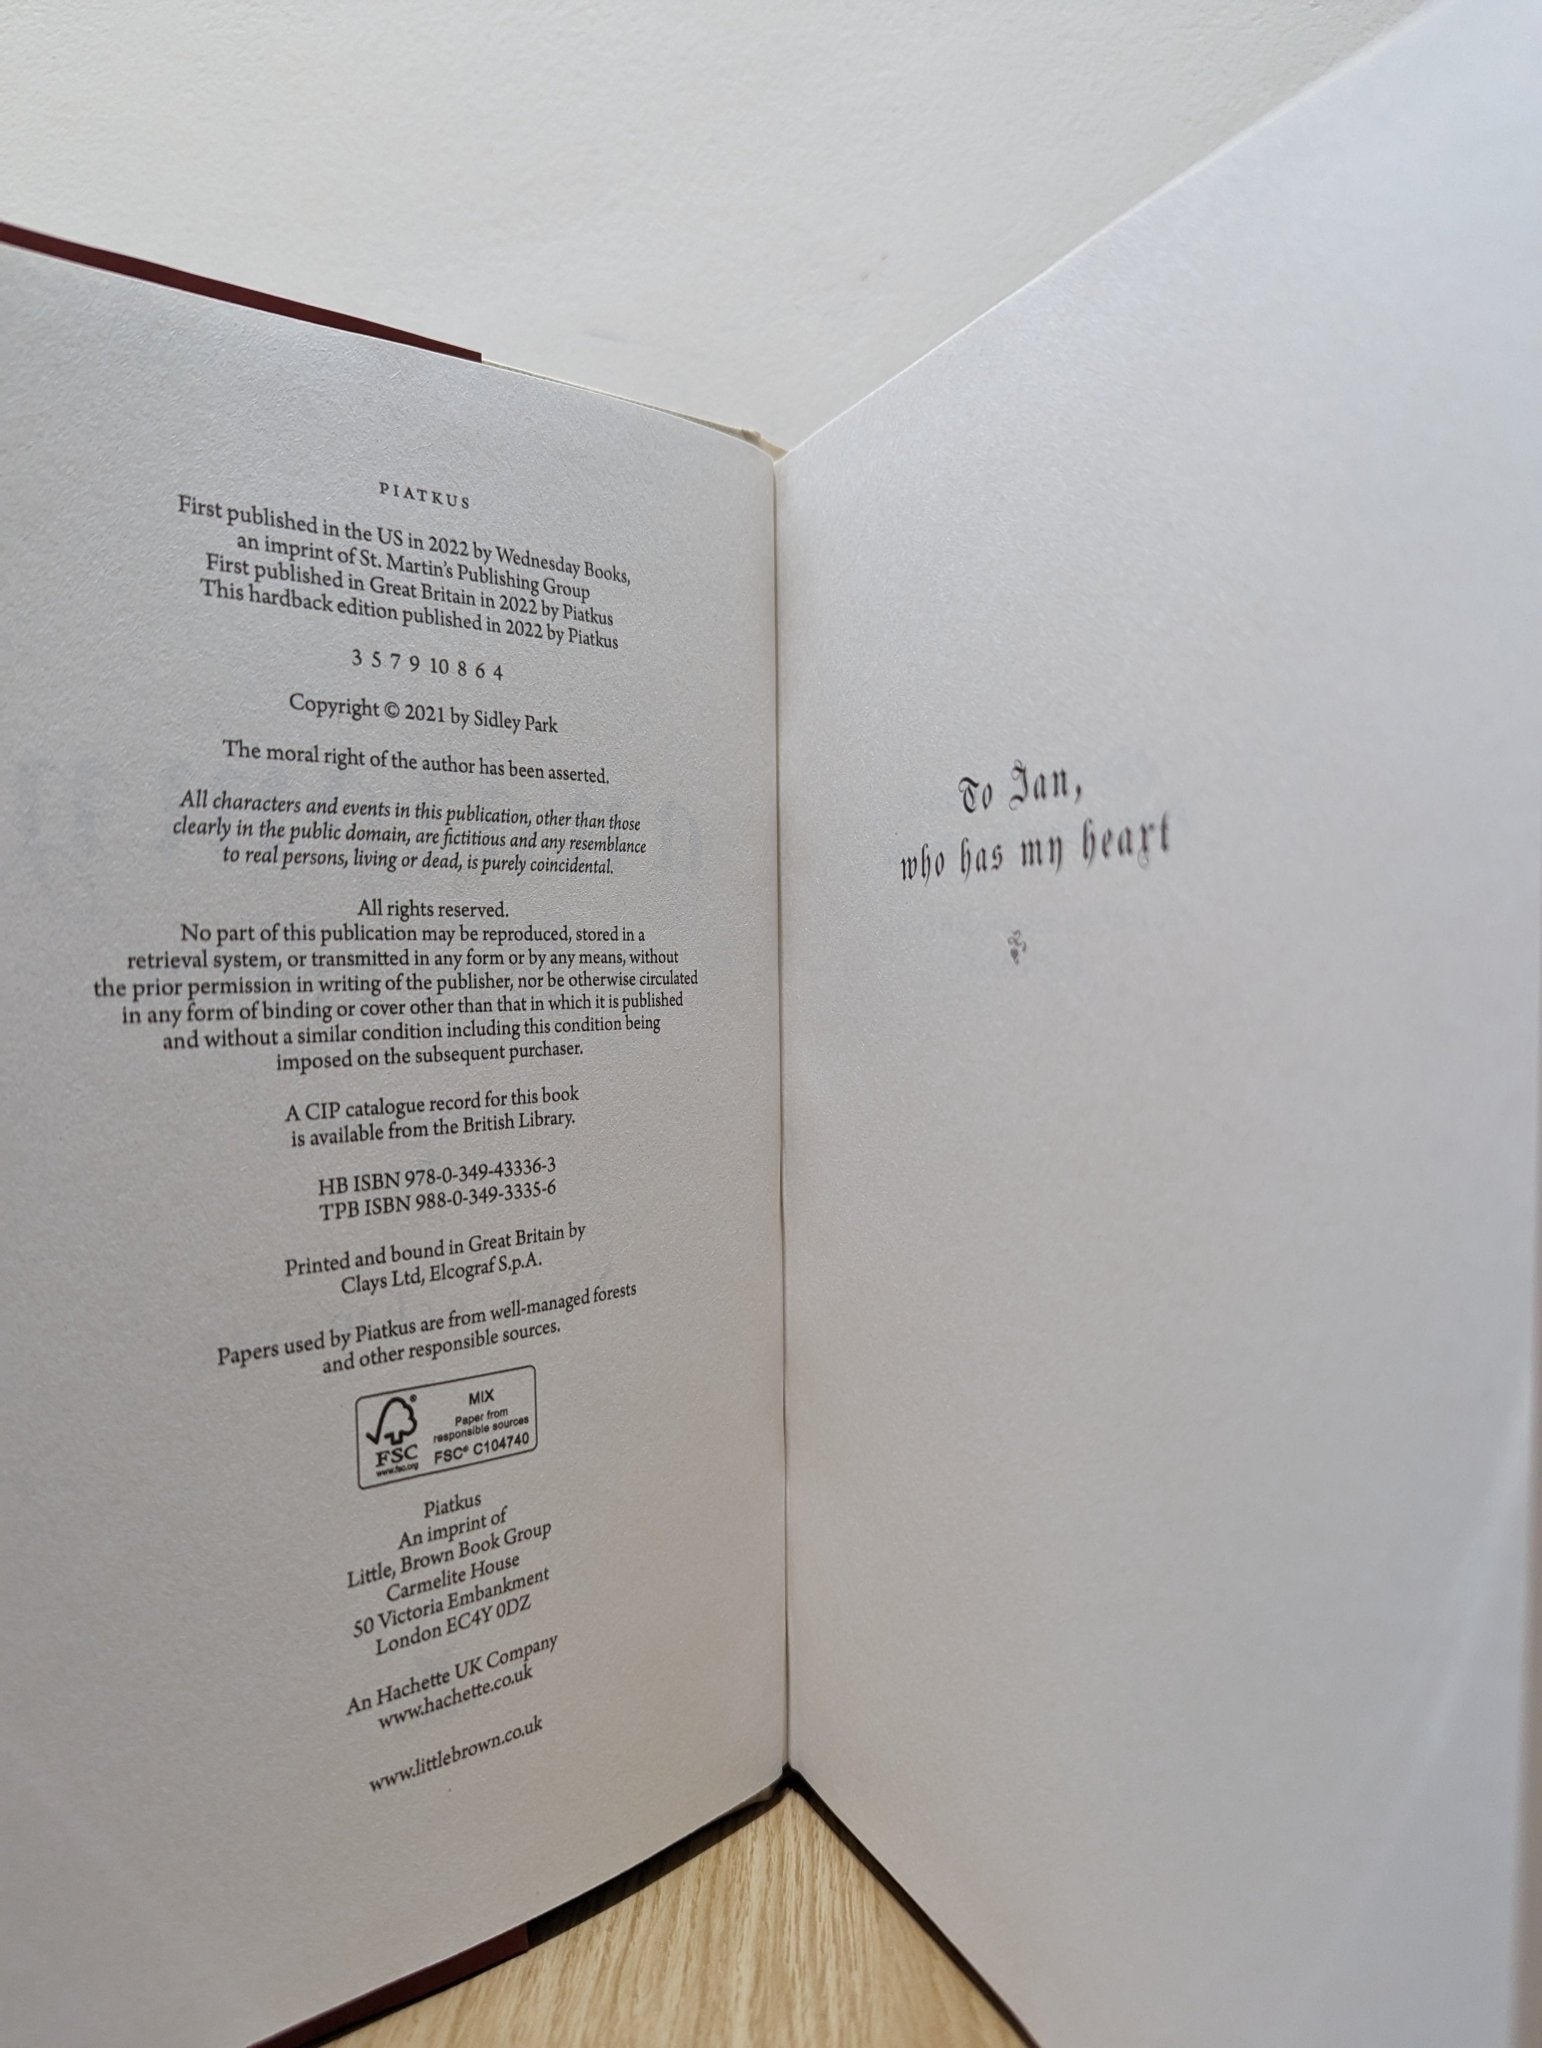 PIATKUS
First published in the US in 2022 by Wednesday Books,
an imprint of St. Martin's Publishing Group
First published in Great Britain in 2022 by Piatkus
This hardback edition published in 2022 by Piatkus
3 5 7 9 10 8 6 4
Copyright © 2021 by Sidley Park
The moral right of the author has been asserted.
All characters and events in this publication, other than those
clearly in the public domain, are fictitious and any resemblance
to real persons, living or dead, is purely coincidental.
All rights reserved.
No part of this publication may be reproduced, stored in a
retrieval system, or transmitted in any form or by any means, without
the prior permission in writing of the publisher, nor be otherwise circulated
in any form of binding or cover other than that in which it is published
and without a similar condition including this condition being
imposed on the subsequent purchaser.
A CIP catalogue record for this book
is available from the British Library.
HB ISBN 978-0-349-43336-3
TPB ISBN 988-0-349-3335-6
Printed and bound in Great Britain by
Clays Ltd, Elcograf S.p.A.
Papers used by Piatkus are from well-managed forests
and other responsible sources.
FSC
www.fsc.org
MIX
Paper from
responsible sources
FSC® C104740
Piatkus
An imprint of
Little, Brown Book Group
Carmelite House
50 Victoria Embankment
London EC4Y 0DZ
An Hachette UK Company
www.hachette.co.uk
www.littlebrown.co.uk
To Ian,
who has my heart